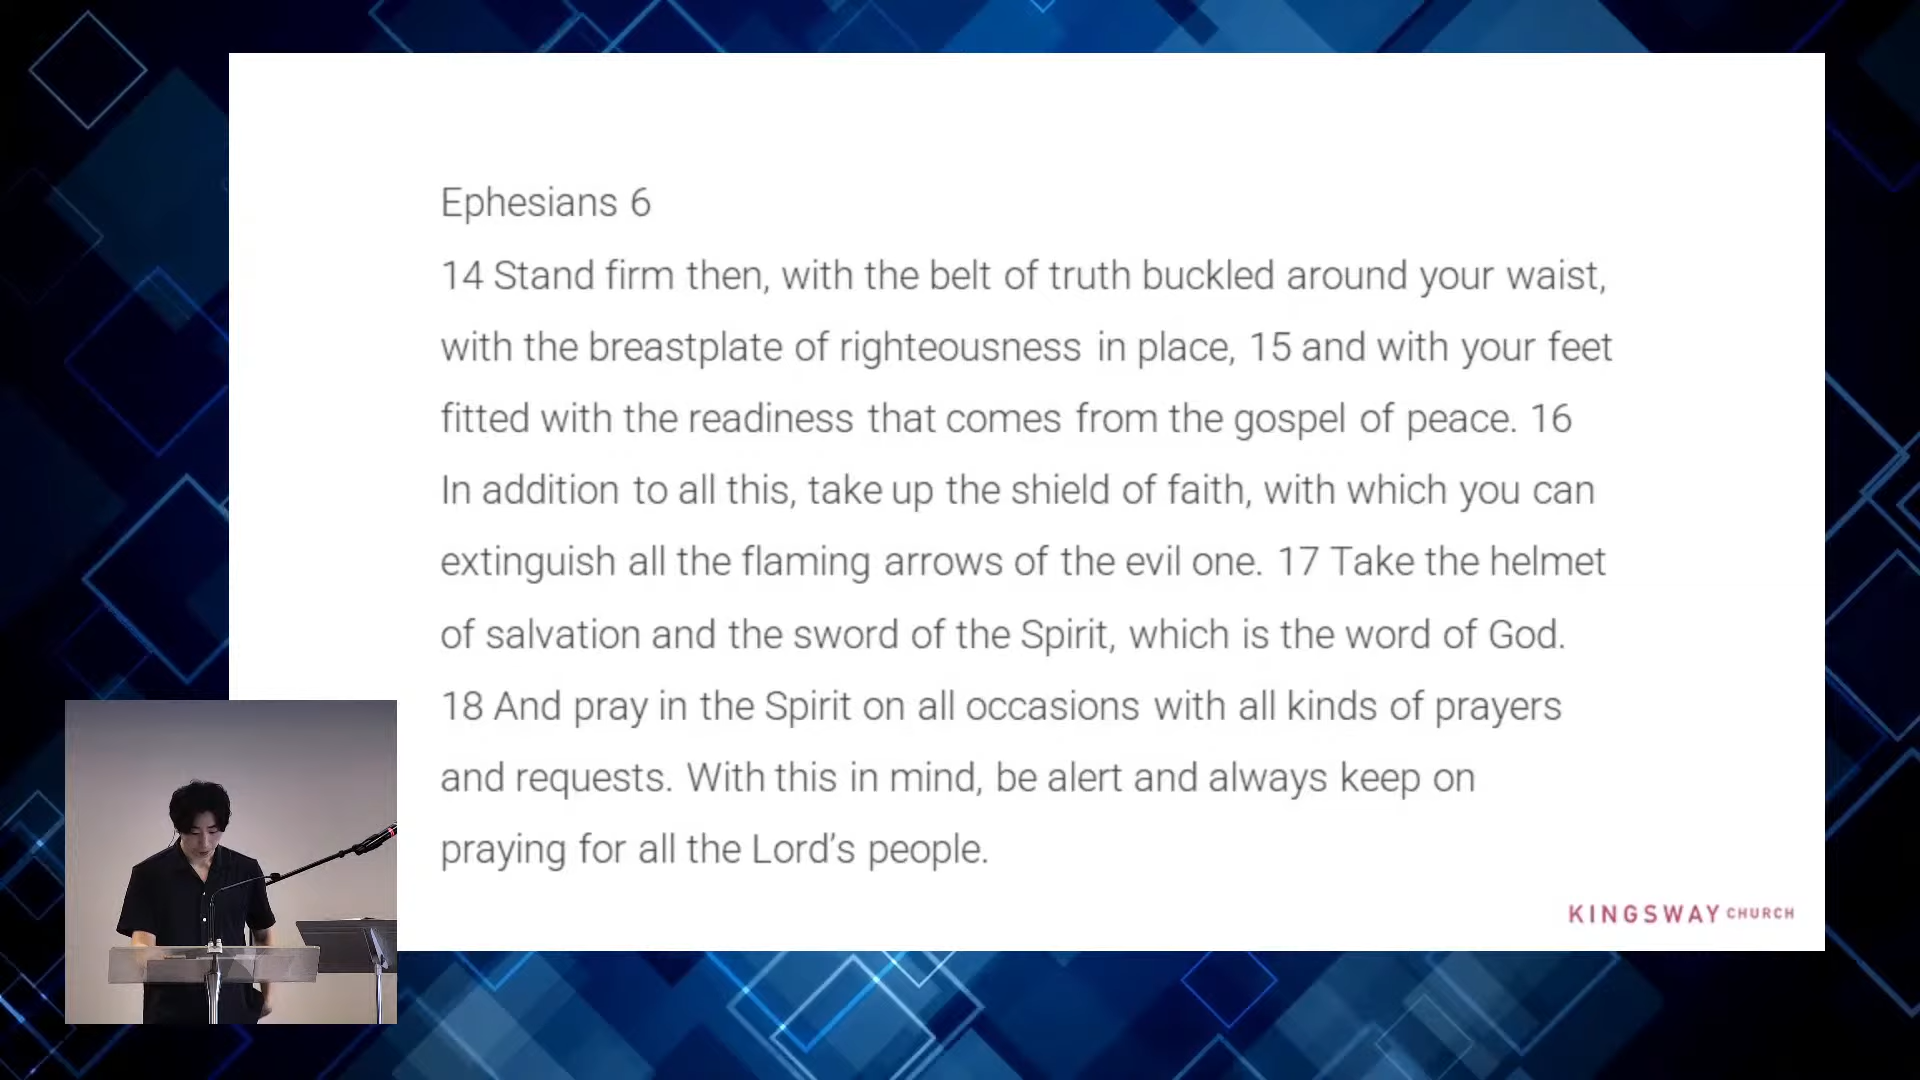 Ephesians 6
14 Stand firm then, with the belt of truth buckled around your waist,
with the breastplate of righteousness in place, 15 and with your feet
fitted with the readiness that comes from the gospel of peace. 16
In addition to all this, take up the shield of faith, with which you can
extinguish all the flaming arrows of the evil one. 17 Take the helmet
of salvation and the sword of the Spirit, which is the word of God.
18 And pray in the Spirit on all occasions with all kinds of prayers
and requests. With this in mind, be alert and always keep on
praying for all the Lord’s people.
KINGSWAY CHURCH